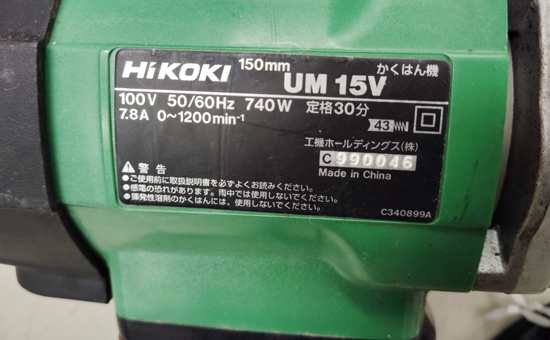 HiKOKI 150mm UM 15V かくはん機
100V 50/60Hz 740W 定格30分
7.8A 0～1200min⁻¹ 43
工機ホールディングス(株)
C 990046
Made in China
警告
●ご使用前に取扱説明書を必ずよくお読みください。
●感電の恐れがあります。雨中では使用しないでください。
●揮発性溶剤のかくはんには、使用しないでください。
C340899A